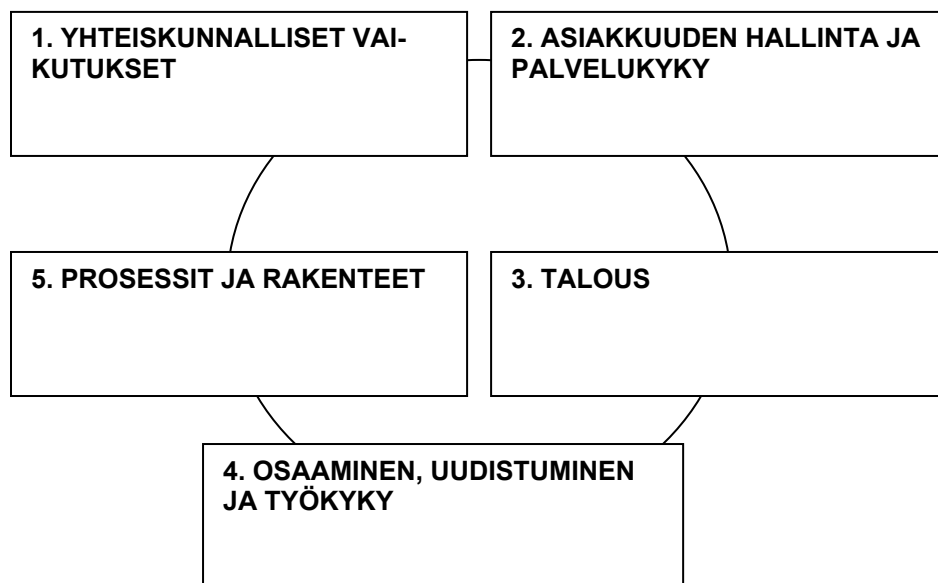 1. YHTEISKUNNALLISET VAI-
KUTUKSET
2. ASIAKKUUDEN HALLINTA JA
PALVELUKYKY
5. PROSESSIT JA RAKENTEET
3. TALOUS
4. OSAAMINEN, UUDISTUMINEN
JA TYÖKYKY